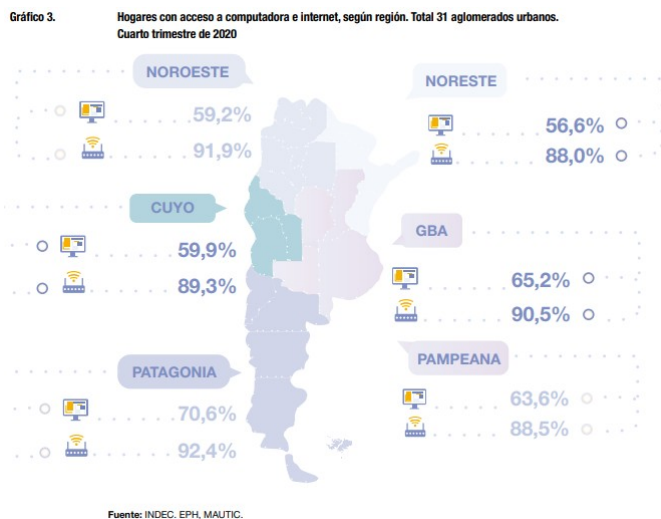 Gráfico 3. Hogares con acceso a computadora e internet, según región. Total 31 aglomerados urbanos.
Cuarto trimestre de 2020
NOROESTE
59,2%
91,9%
NORESTE
56,6%
88,0%
CUYO
59,9%
89,3%
GBA
65,2%
90,5%
PATAGONIA
70,6%
92,4%
PAMPEANA
63,6%
88,5%
Fuente: INDEC. EPH, MAUTIC.